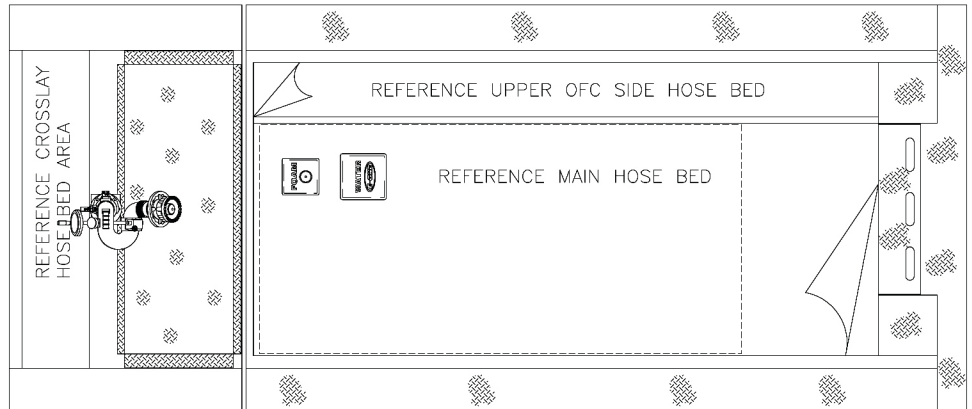 REFERENCE CROSSLAY
HOSE BED AREA
REFERENCE UPPER OFC SIDE HOSE BED
FOAM
WATER
REFERENCE MAIN HOSE BED